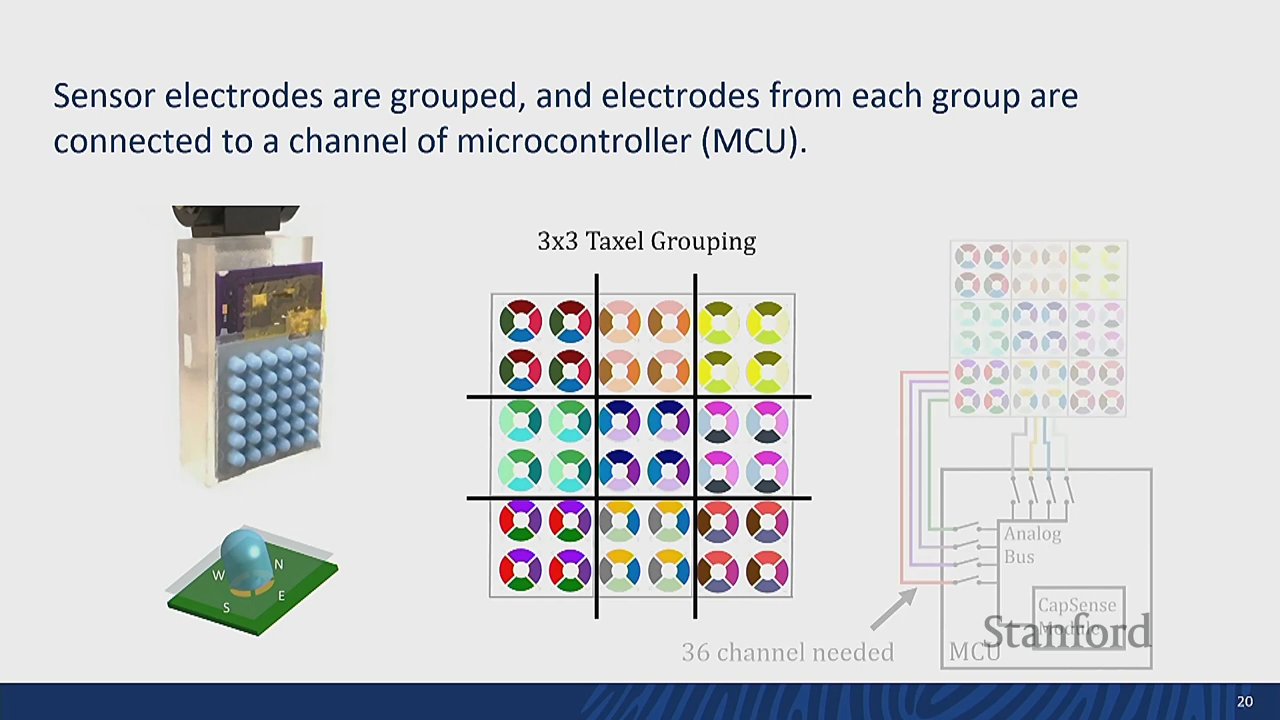 Sensor electrodes are grouped, and electrodes from each group are
connected to a channel of microcontroller (MCU).
3x3 Taxel Grouping
N
W
E
S
Analog
Bus
CapSense
Module
36 channel needed
MCU
Stanford
20